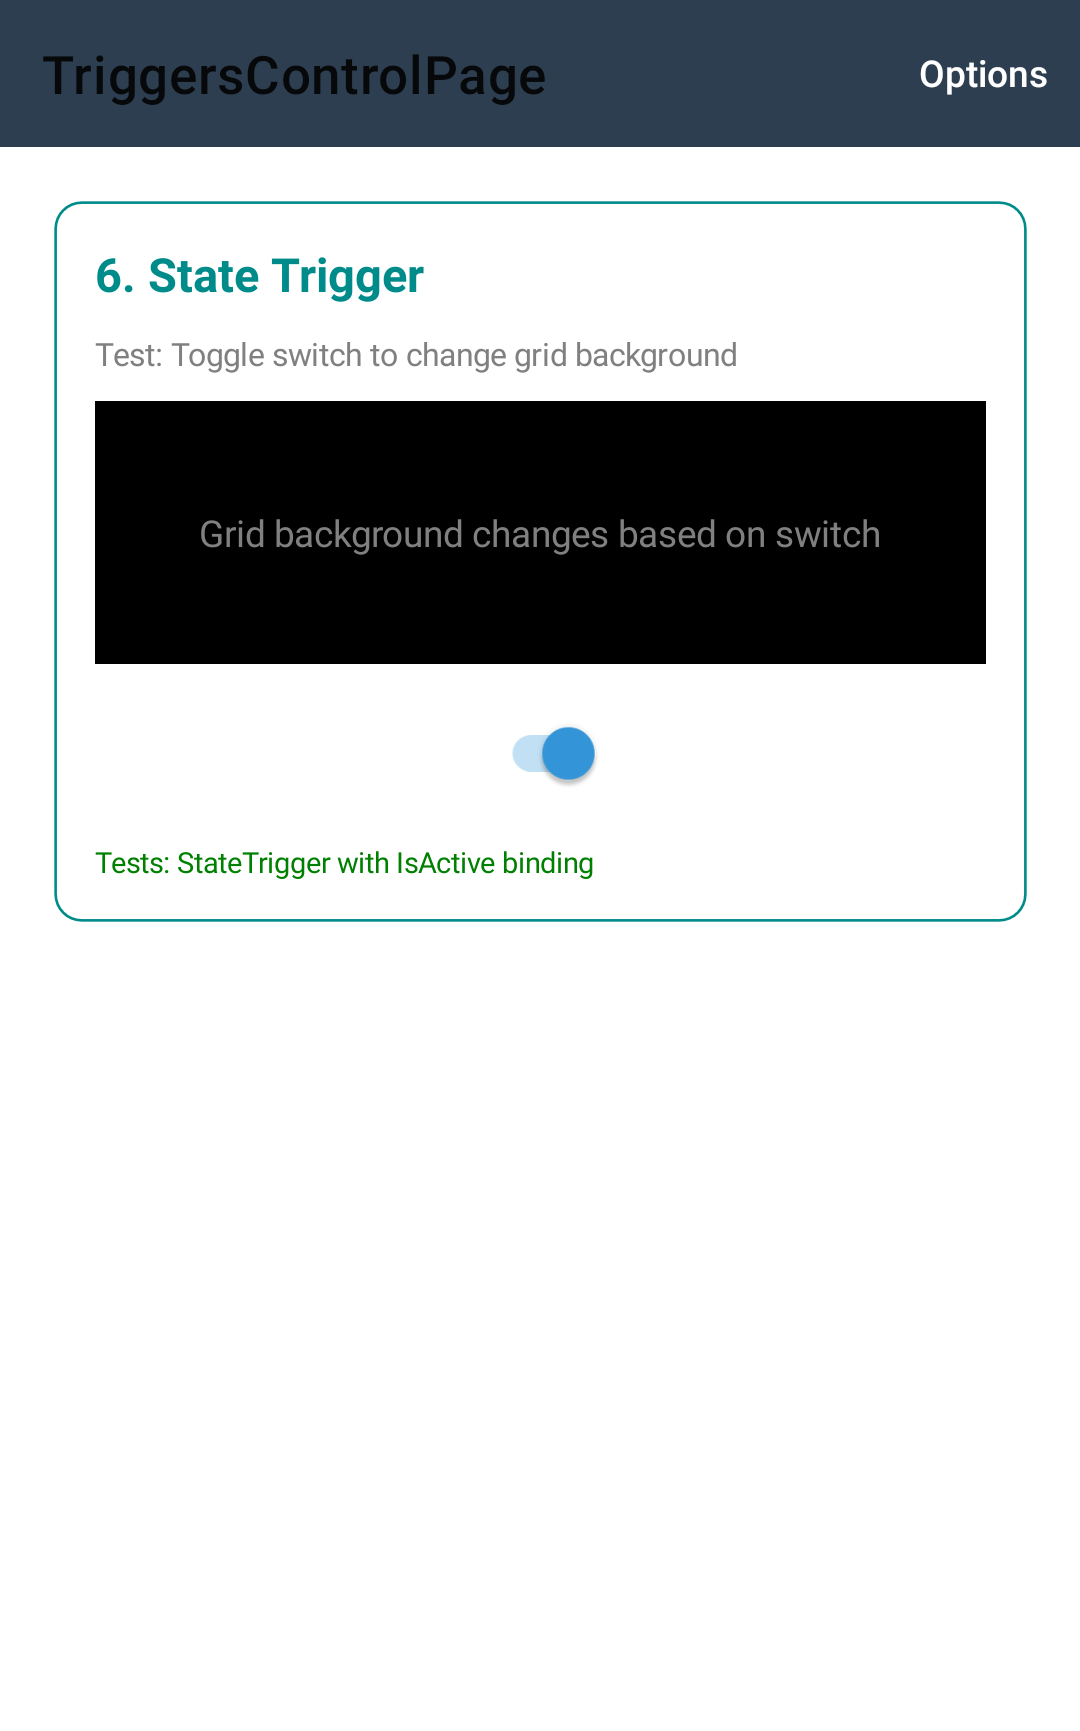 TriggersControlPage
Options
6. State Trigger
Test: Toggle switch to change grid background
Grid background changes based on switch
Tests: StateTrigger with IsActive binding